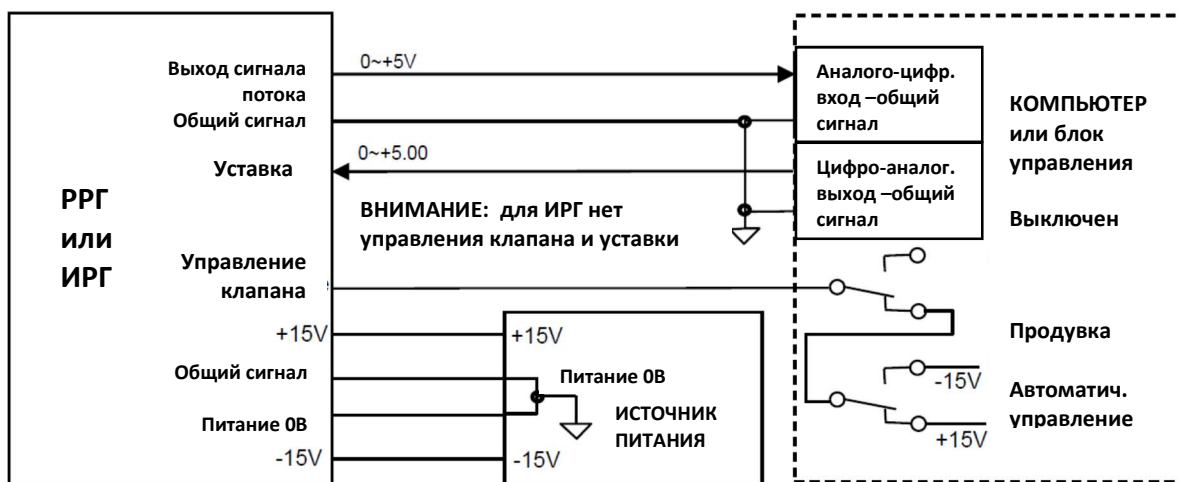 РРГ
или
ИРГ
Выход сигнала
потока
Общий сигнал
Уставка
Управление
клапана
+15V
Общий сигнал
Питание 0В
-15V
0~+5V
0~+5.00
ВНИМАНИЕ: для ИРГ нет
управления клапана и уставки
+15V
Питание 0В
ИСТОЧНИК
ПИТАНИЯ
-15V
Аналого-цифр.
вход –общий
сигнал
Цифро-аналог.
выход –общий
сигнал
КОМПЬЮТЕР
или блок
управления
Выключен
Продувка
-15V
Автоматич.
управление
+15V